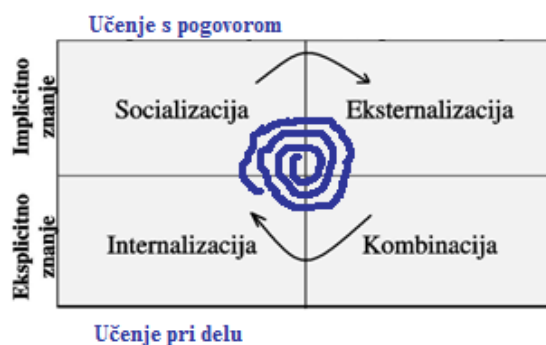 Učenje s pogovorom
Implicitno
znanje
Socializacija
Eksternalizacija
Eksplicitno
znanje
Internalizacija
Kombinacija
Učenje pri delu